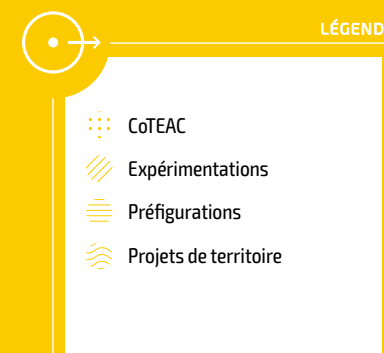 LÉGEND
CoTEAC
Expérimentations
Préfigurations
Projets de territoire